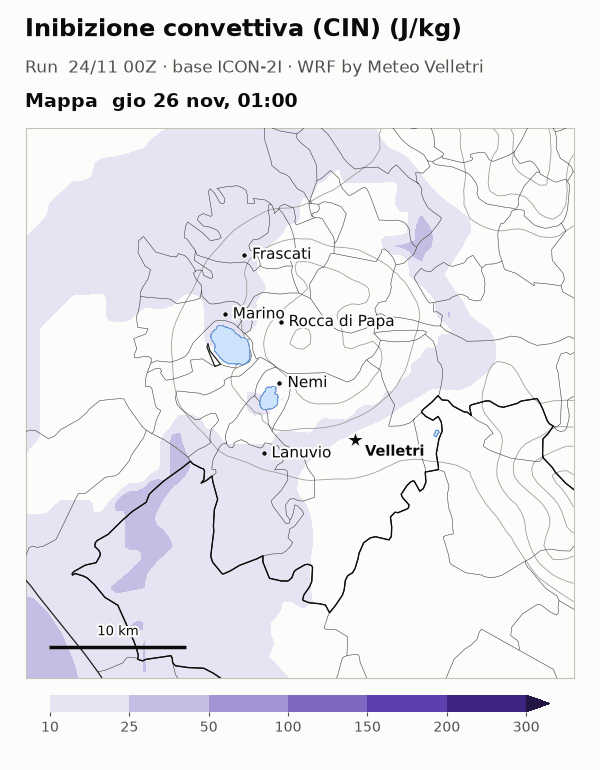 Inibizione convettiva (CIN) (J/kg)
Run  24/11 00Z · base ICON-2I · WRF by Meteo Velletri
Mappa  gio 26 nov, 01:00
Frascati
Marino
Rocca di Papa
Nemi
Velletri
Lanuvio
10 km
10 25 50 100 150 200 300